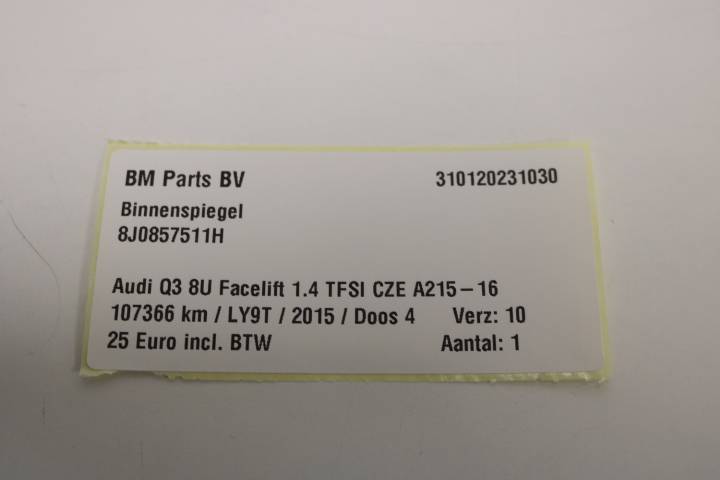 BM Parts BV 310120231030
Binnenspiegel
8J0857511H
Audi Q3 8U Facelift 1.4 TFSI CZE A215-16
107366 km / LY9T / 2015 / Doos 4 Verz: 10
25 Euro incl. BTW Aantal: 1